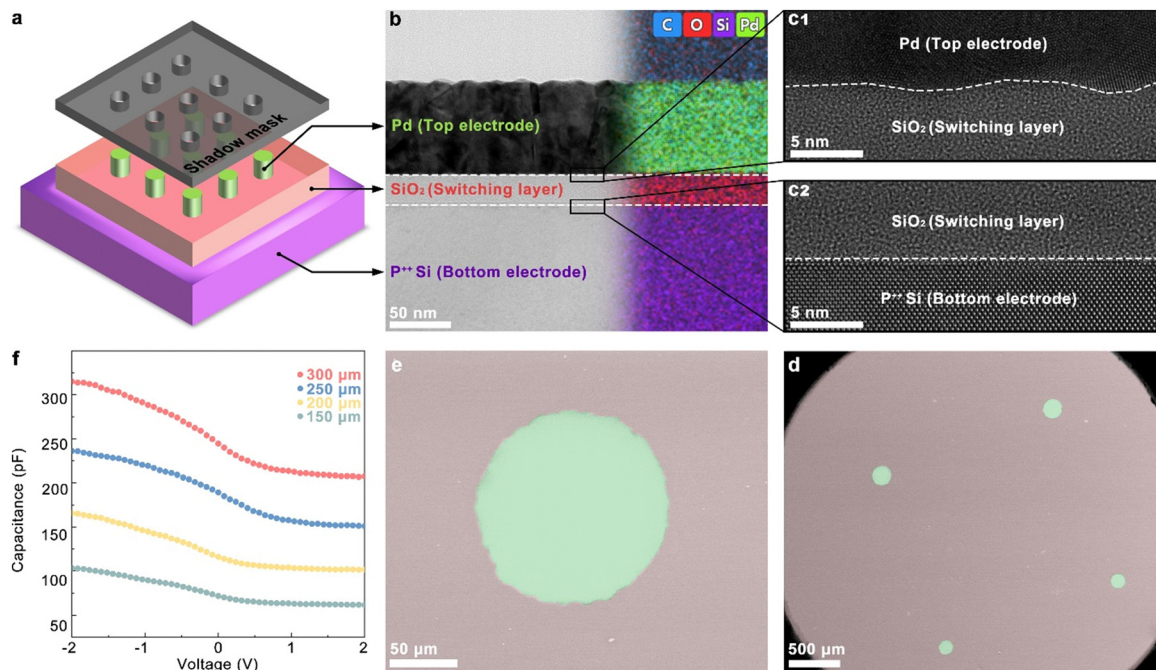 a
Shadow mask
b
C O Si Pd
Pd (Top electrode)
SiO₂ (Switching layer)
P⁺⁺ Si (Bottom electrode)
50 nm
c1
Pd (Top electrode)
SiO₂ (Switching layer)
5 nm
c2
SiO₂ (Switching layer)
P⁺⁺ Si (Bottom electrode)
5 nm
f
300 μm
250 μm
200 μm
150 μm
Capacitance (pF)
300
250
200
150
100
50
-2 -1 0 1 2
Voltage (V)
e
50 μm
d
500 μm